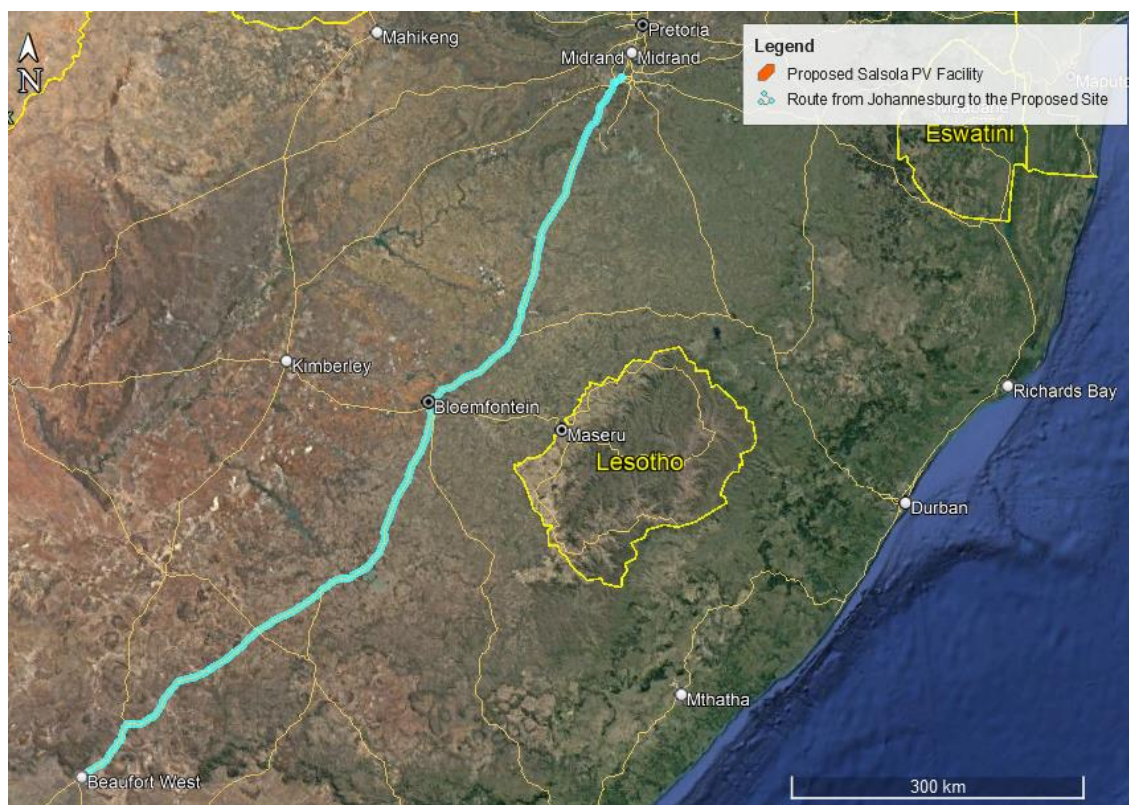 Mahikeng
Pretoria
Midrand
Midrand
N
Legend
Proposed Salsola PV Facility
Route from Johannesburg to the Proposed Site
Eswatini
Kimberley
Bloemfontein
Maseru
Lesotho
Richards Bay
Durban
Mthatha
Beaufort West
300 km